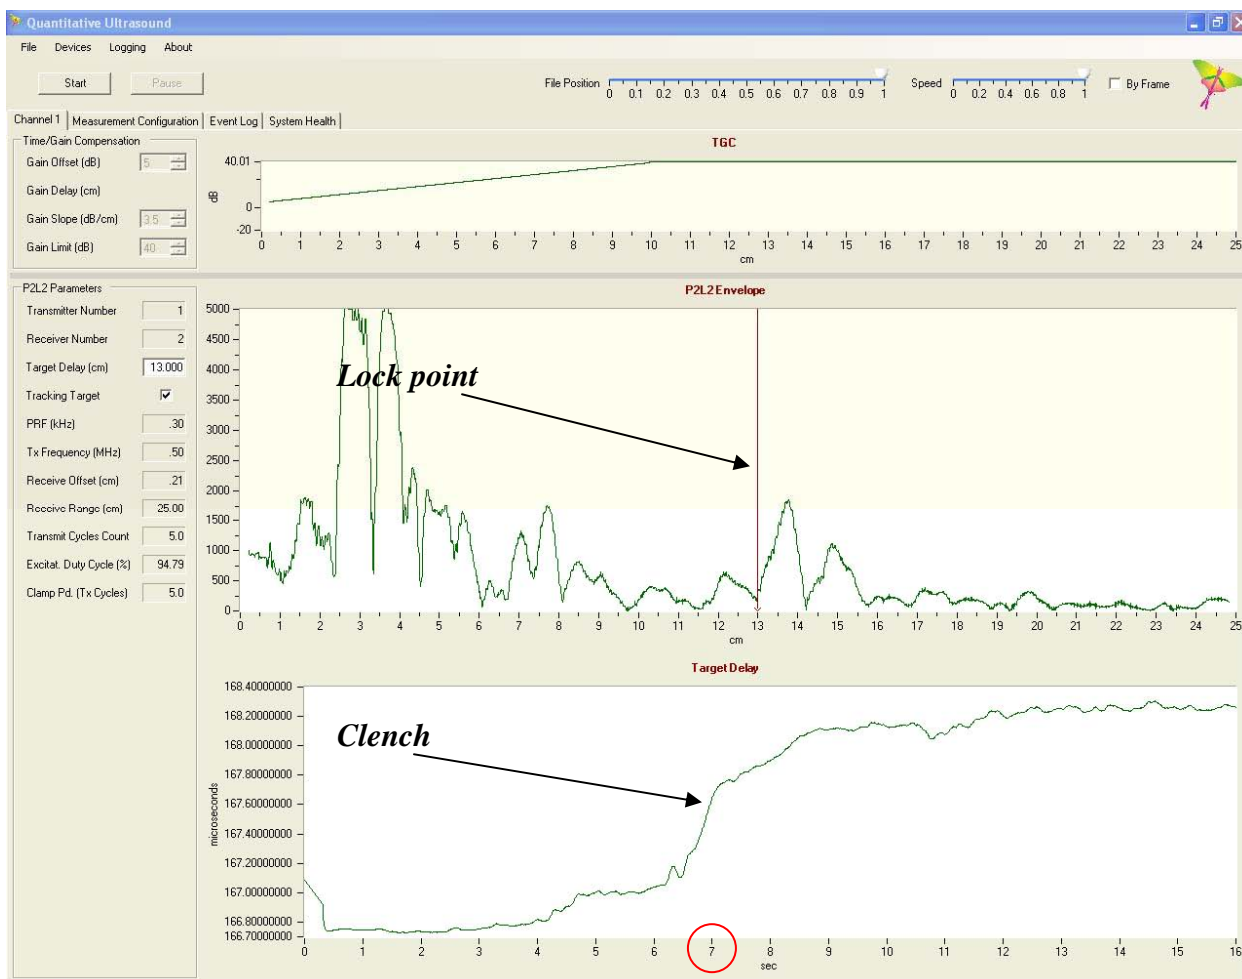 Quantitative Ultrasound
File Devices Logging About
Start Pause File Position 0 0.1 0.2 0.3 0.4 0.5 0.6 0.7 0.8 0.9 1 Speed 0 0.2 0.4 0.6 0.8 1 By Frame
Channel 1 Measurement Configuration Event Log System Health
Time/Gain Compensation
Gain Offset (dB) 5
Gain Delay (cm)
Gain Slope (dB/cm) 3.5
Gain Limit (dB) 40
TGC
40.01
0
-20
dB
0 1 2 3 4 5 6 7 8 9 10 11 12 13 14 15 16 17 18 19 20 21 22 23 24 25
cm
P2L2 Parameters
Transmitter Number 1
Receiver Number 2
Target Delay (cm) 13.000
Tracking Target
PRF (kHz) .30
Tx Frequency (MHz) .50
Receive Offset (cm) .21
Receive Range (cm) 25.00
Transmit Cycles Count 5.0
Excitat. Duty Cycle (%) 94.79
Clamp Pd. (Tx Cycles) 5.0
P2L2 Envelope
5000
4500
4000
3500
3000
2500
2000
1500
1000
500
0
Lock point
0 1 2 3 4 5 6 7 8 9 10 11 12 13 14 15 16 17 18 19 20 21 22 23 24 25
cm
Target Delay
168.40000000
168.20000000
168.00000000
167.80000000
167.60000000
167.40000000
167.20000000
167.00000000
166.80000000
166.70000000
microseconds
Clench
0 1 2 3 4 5 6 7 8 9 10 11 12 13 14 15 16
sec